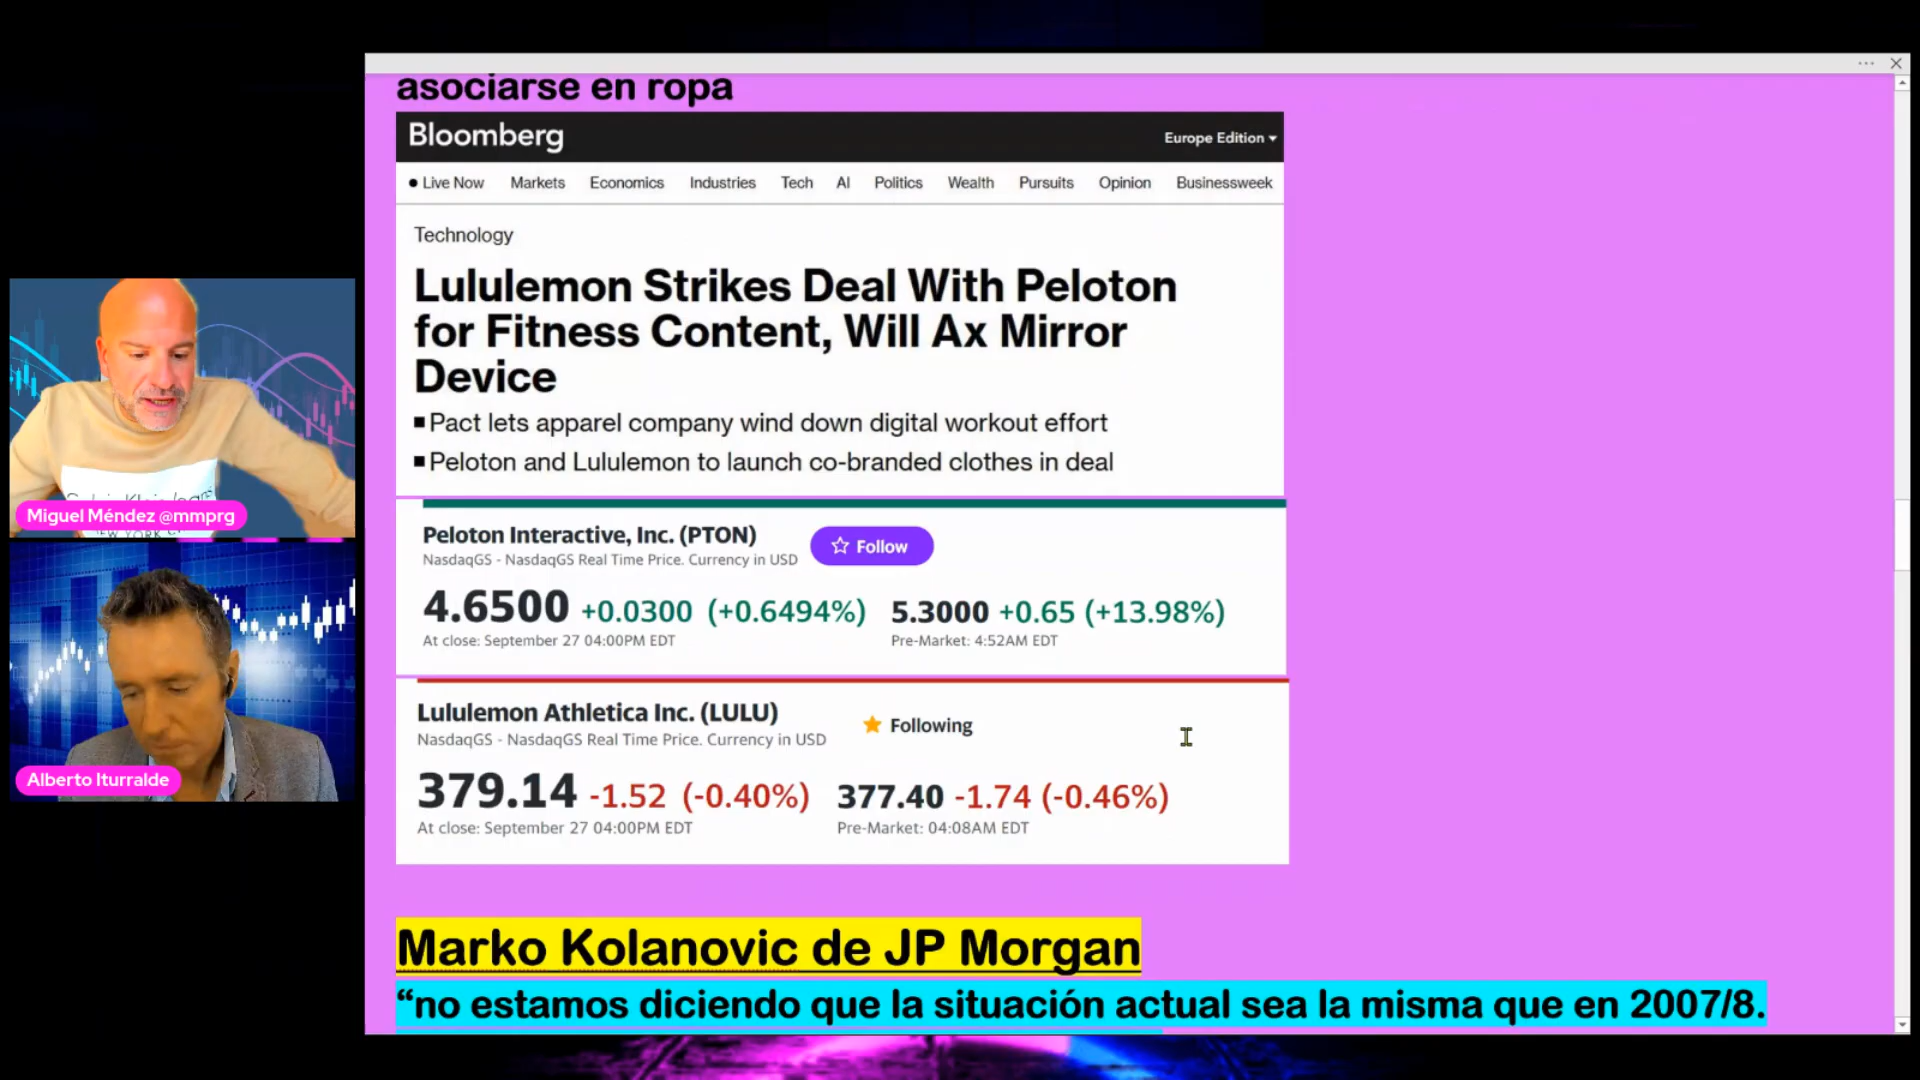 asociarse en ropa
Bloomberg
Europe Edition
Live Now Markets Economics Industries Tech AI Politics Wealth Pursuits Opinion Businessweek
Technology
Lululemon Strikes Deal With Peloton
for Fitness Content, Will Ax Mirror
Device
Pact lets apparel company wind down digital workout effort
Peloton and Lululemon to launch co-branded clothes in deal
Peloton Interactive, Inc. (PTON)
Follow
NasdaqGS - NasdaqGS Real Time Price. Currency in USD
4.6500 +0.0300 (+0.6494%) 5.3000 +0.65 (+13.98%)
At close: September 27 04:00PM EDT Pre-Market: 4:52AM EDT
Lululemon Athletica Inc. (LULU)
Following
NasdaqGS - NasdaqGS Real Time Price. Currency in USD
379.14 -1.52 (-0.40%) 377.40 -1.74 (-0.46%)
At close: September 27 04:00PM EDT Pre-Market: 04:08AM EDT
Marko Kolanovic de JP Morgan
“no estamos diciendo que la situación actual sea la misma que en 2007/8.
Miguel Méndez @mmprg
Alberto Iturralde